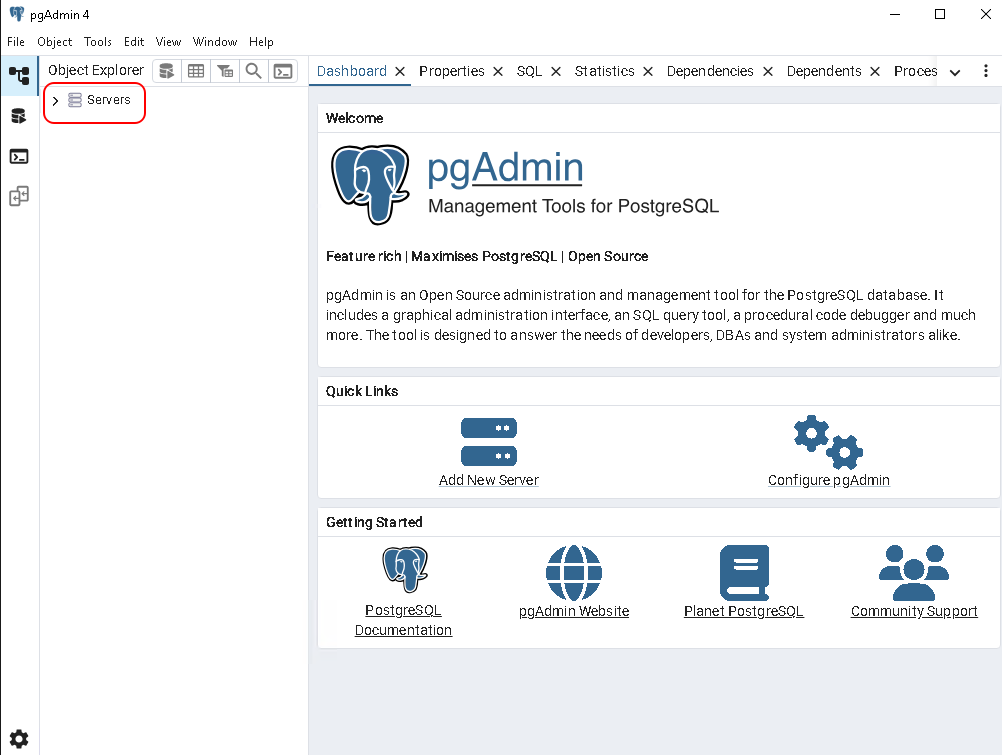 pgAdmin 4
File Object Tools Edit View Window Help
Object Explorer
Dashboard Properties SQL Statistics Dependencies Dependents Proces
Servers
Welcome
pgAdmin
Management Tools for PostgreSQL
Feature rich | Maximises PostgreSQL | Open Source
pgAdmin is an Open Source administration and management tool for the PostgreSQL database. It
includes a graphical administration interface, an SQL query tool, a procedural code debugger and much
more. The tool is designed to answer the needs of developers, DBAs and system administrators alike.
Quick Links
Add New Server
Configure pgAdmin
Getting Started
PostgreSQL
Documentation
pgAdmin Website
Planet PostgreSQL
Community Support